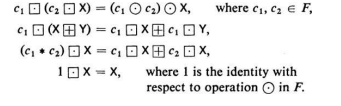 c₁ ⊡ (c₂ ⊡ X) = (c₁ ⊙ c₂) ⊙ X, where c₁, c₂ ∈ F,
c₁ ⊡ (X ⊞ Y) = c₁ ⊡ X ⊞ c₁ ⊡ Y,
(c₁ * c₂) ⊡ X = c₁ ⊡ X ⊞ c₂ ⊡ X,
1 ⊡ X = X, where 1 is the identity with
respect to operation ⊙ in F.